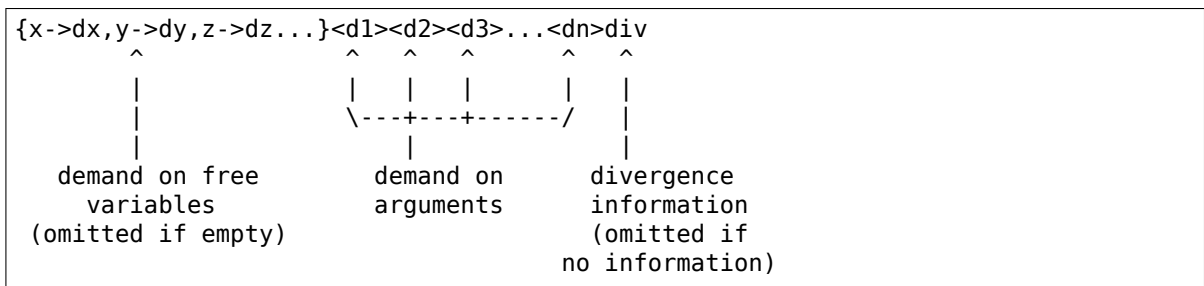 {x->dx,y->dy,z->dz...}<d1><d2><d3>...<dn>div
        ^              ^   ^   ^      ^   ^
        |              |   |   |      |   |
        |              \---+---+------/   |
        |                  |              |
   demand on free        demand on      divergence
     variables           arguments      information
 (omitted if empty)                     (omitted if
                                      no information)